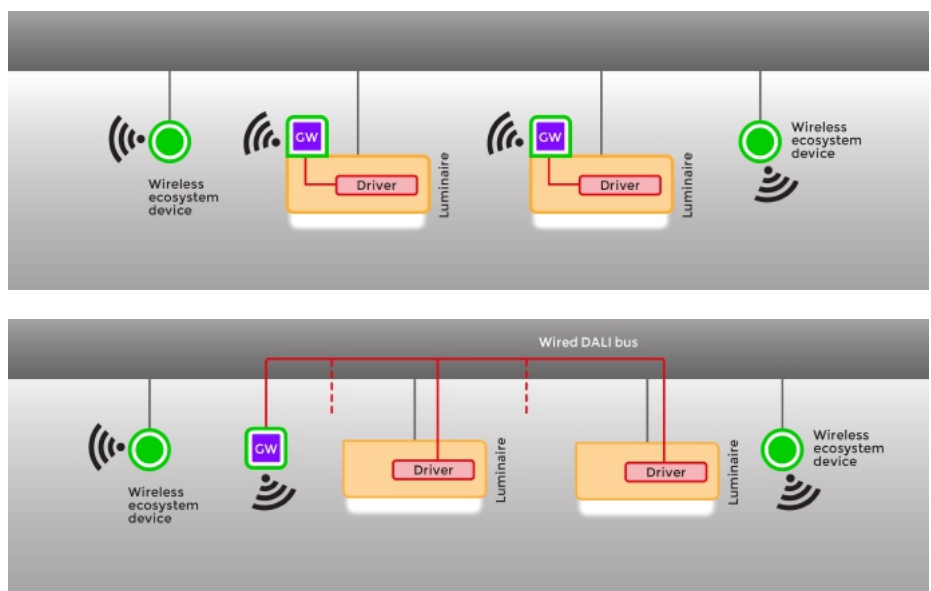 GW
GW
Driver
Driver
Luminaire
Luminaire
Wireless
ecosystem
device
Wireless
ecosystem
device
Wired DALI bus
GW
Driver
Driver
Luminaire
Luminaire
Wireless
ecosystem
device
Wireless
ecosystem
device